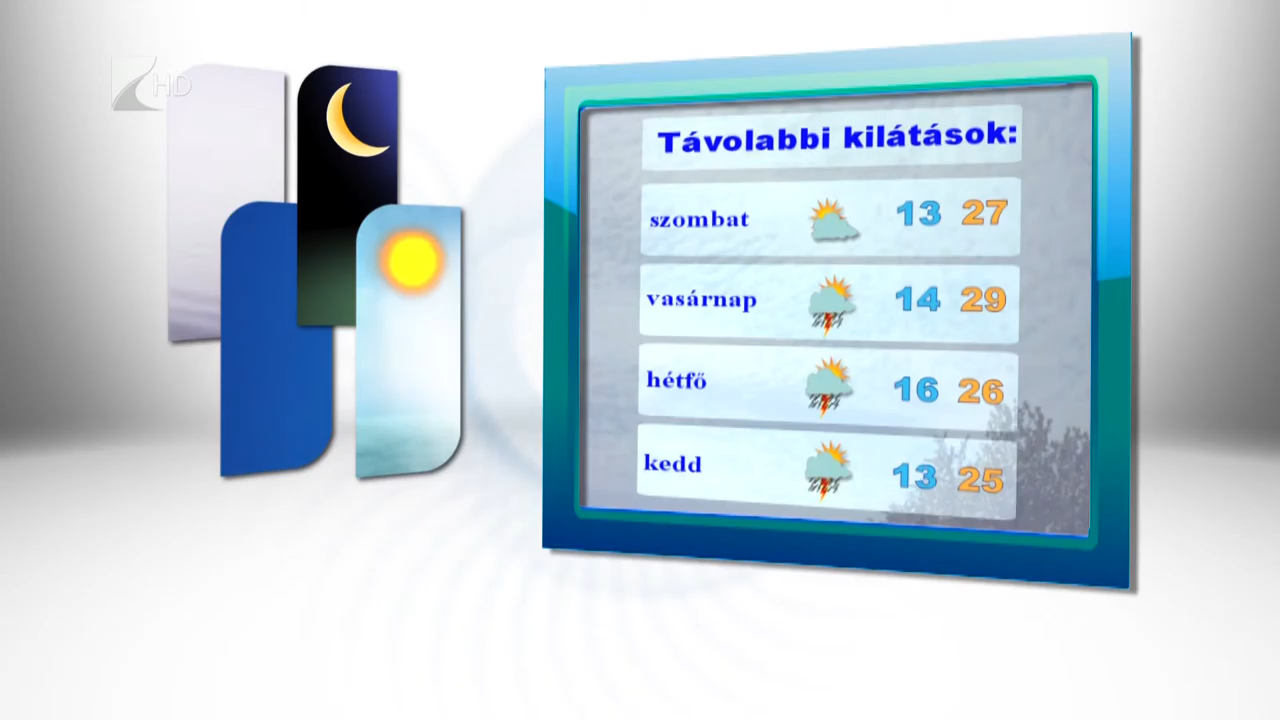 HD
Távolabbi kilátások:
szombat 13 27
vasárnap 14 29
hétfő 16 26
kedd 13 25